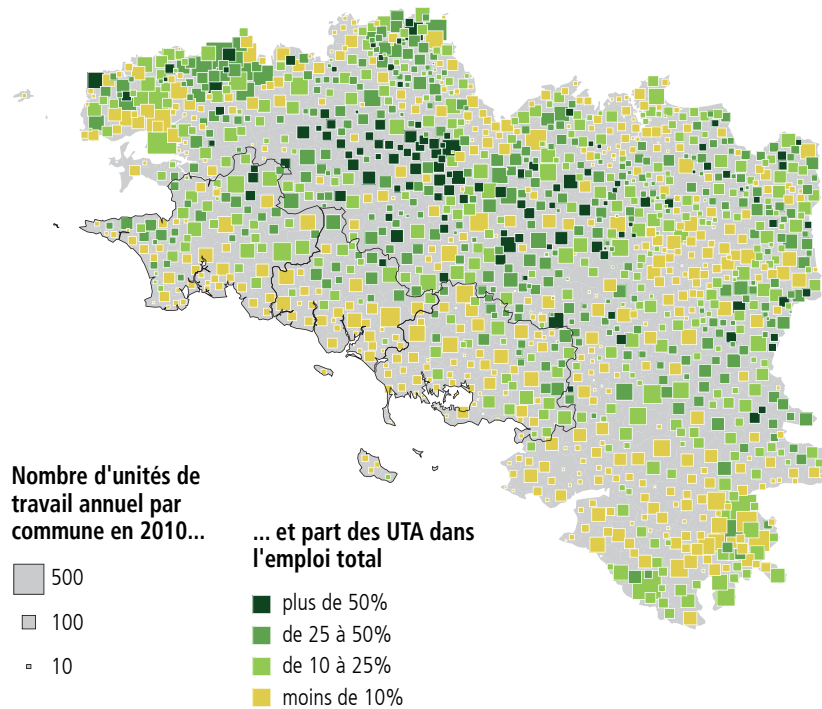 Nombre d'unités de
travail annuel par
commune en 2010...
500
100
10
... et part des UTA dans
l'emploi total
plus de 50%
de 25 à 50%
de 10 à 25%
moins de 10%